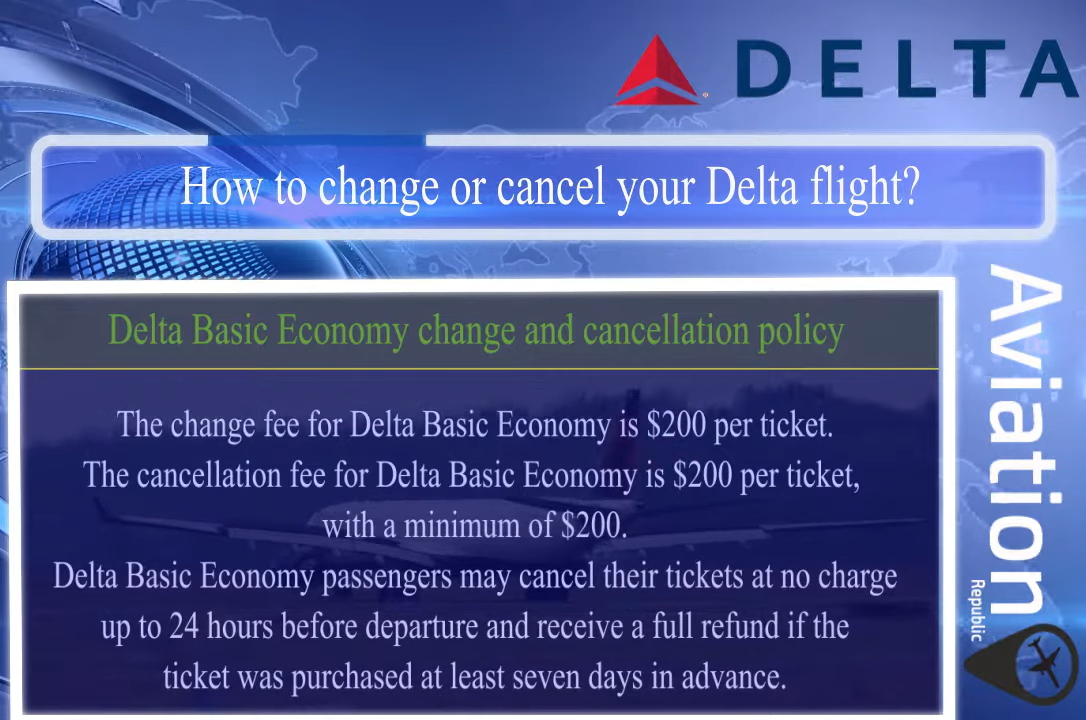 DELTA
How to change or cancel your Delta flight?
Delta Basic Economy change and cancellation policy
The change fee for Delta Basic Economy is $200 per ticket.
The cancellation fee for Delta Basic Economy is $200 per ticket,
with a minimum of $200.
Delta Basic Economy passengers may cancel their tickets at no charge
up to 24 hours before departure and receive a full refund if the
ticket was purchased at least seven days in advance.
Aviation
Republic